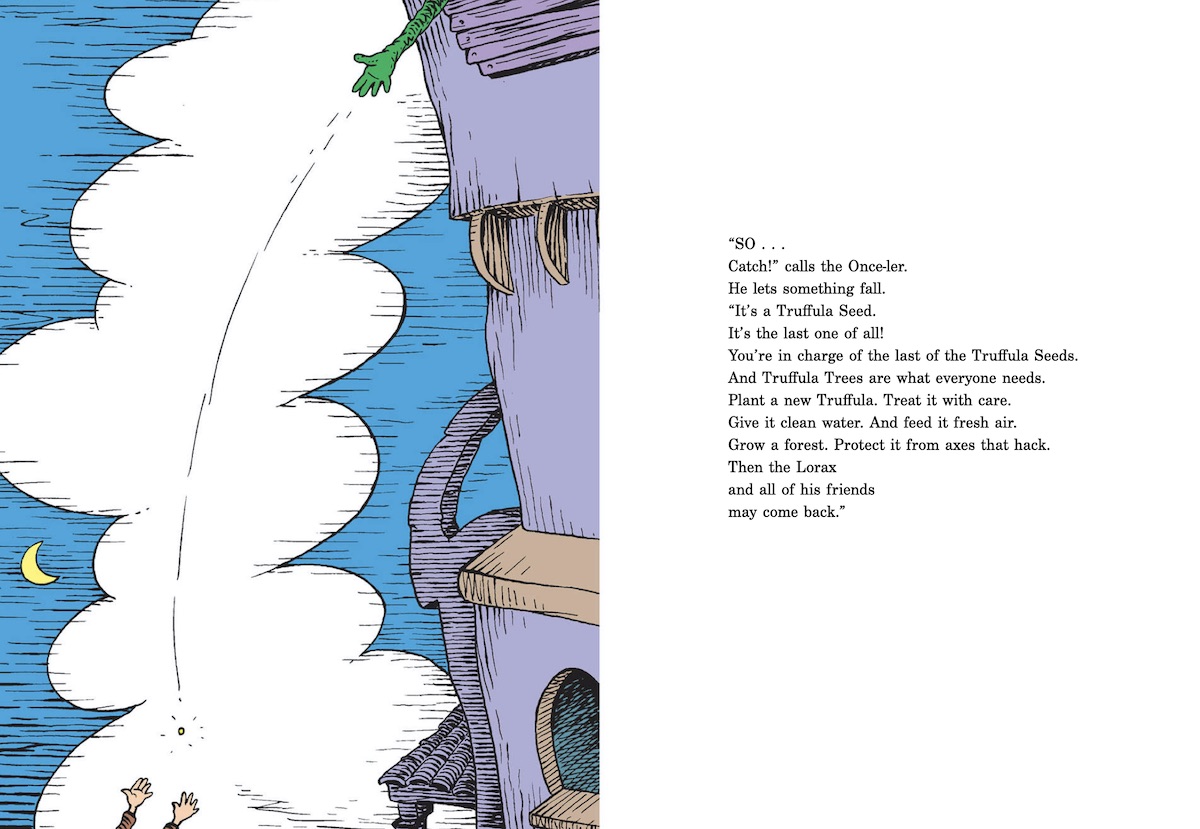 “SO . . .
Catch!” calls the Once-ler.
He lets something fall.
“It’s a Truffula Seed.
It’s the last one of all!
You’re in charge of the last of the Truffula Seeds.
And Truffula Trees are what everyone needs.
Plant a new Truffula. Treat it with care.
Give it clean water. And feed it fresh air.
Grow a forest. Protect it from axes that hack.
Then the Lorax
and all of his friends
may come back.”